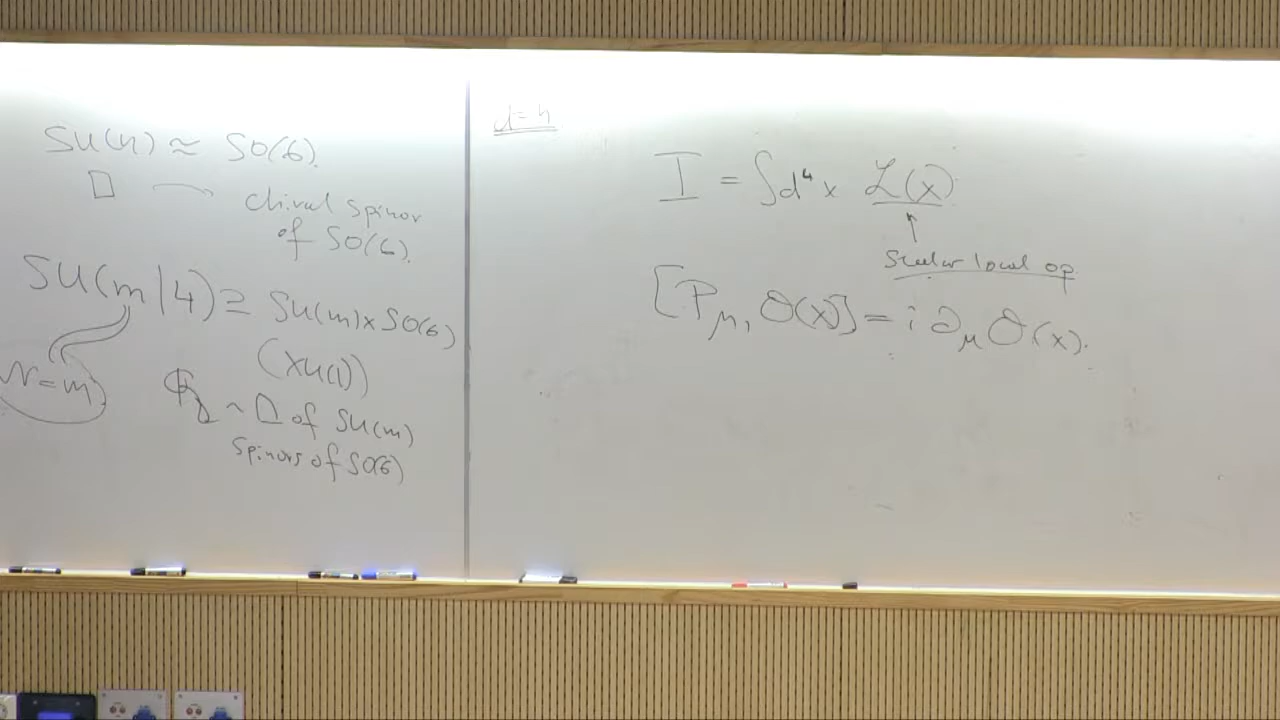 SU(4) ≈ SO(6).
□ → chiral spinor
of SO(6).
SU(m|4) ⊇ SU(m)×SO(6)
(×U(1))
N=m
Q ~ □ of SU(m)
spinors of SO(6)
d=4
I = ∫d⁴x ℒ(x)
↑
scalar local op
[P_μ, O(x)] = i ∂_μ O(x).